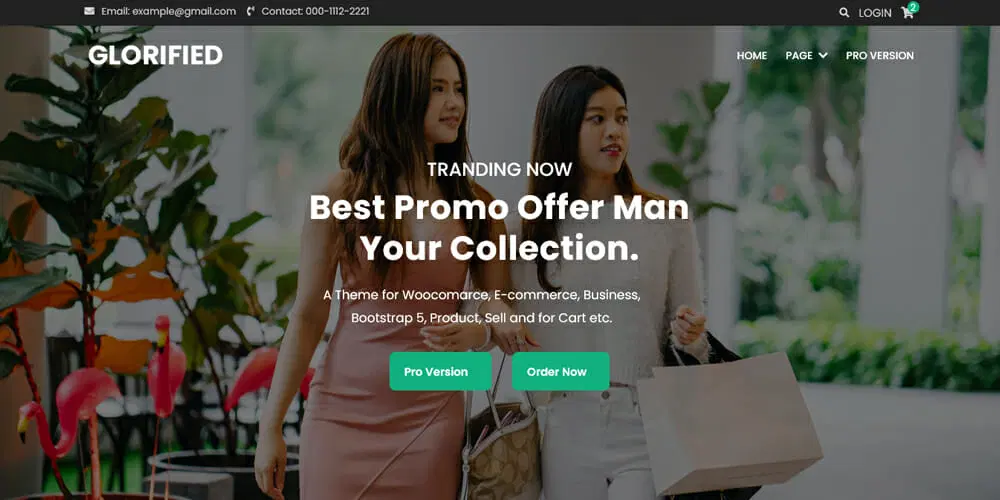 Email: example@gmail.com Contact: 000-1112-2221 LOGIN 2
GLORIFIED HOME PAGE PRO VERSION
TRANDING NOW
Best Promo Offer Man
Your Collection.
A Theme for Woocomarce, E-commerce, Business,
Bootstrap 5, Product, Sell and for Cart etc.
Pro Version Order Now